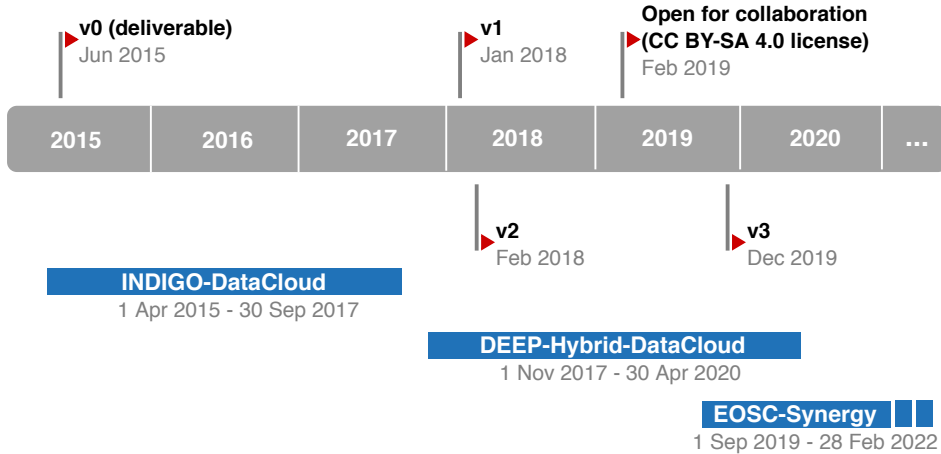 v0 (deliverable)
Jun 2015
v1
Jan 2018
Open for collaboration
(CC BY-SA 4.0 license)
Feb 2019
2015 2016 2017 2018 2019 2020 ...
v2
Feb 2018
v3
Dec 2019
INDIGO-DataCloud
1 Apr 2015 - 30 Sep 2017
DEEP-Hybrid-DataCloud
1 Nov 2017 - 30 Apr 2020
EOSC-Synergy
1 Sep 2019 - 28 Feb 2022